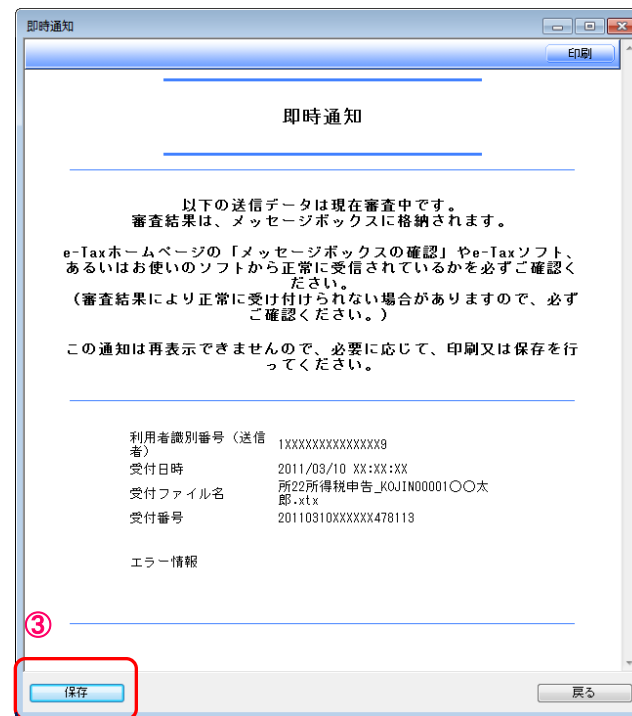 即時通知
印刷
即時通知
以下の送信データは現在審査中です。
審査結果は、メッセージボックスに格納されます。
e-Taxホームページの「メッセージボックスの確認」やe-Taxソフト、
あるいはお使いのソフトから正常に受信されているかを必ずご確認く
ださい。
（審査結果により正常に受け付けられない場合がありますので、必ず
ご確認ください。）
この通知は再表示できませんので、必要に応じて、印刷又は保存を行
ってください。
利用者識別番号（送信
者） 1XXXXXXXXXXXXXX9
受付日時 2011/03/10 XX:XX:XX
受付ファイル名 所22所得税申告_KOJIN00001〇〇太
郎.xtx
受付番号 20110310XXXXXX478113
エラー情報
③
保存 戻る